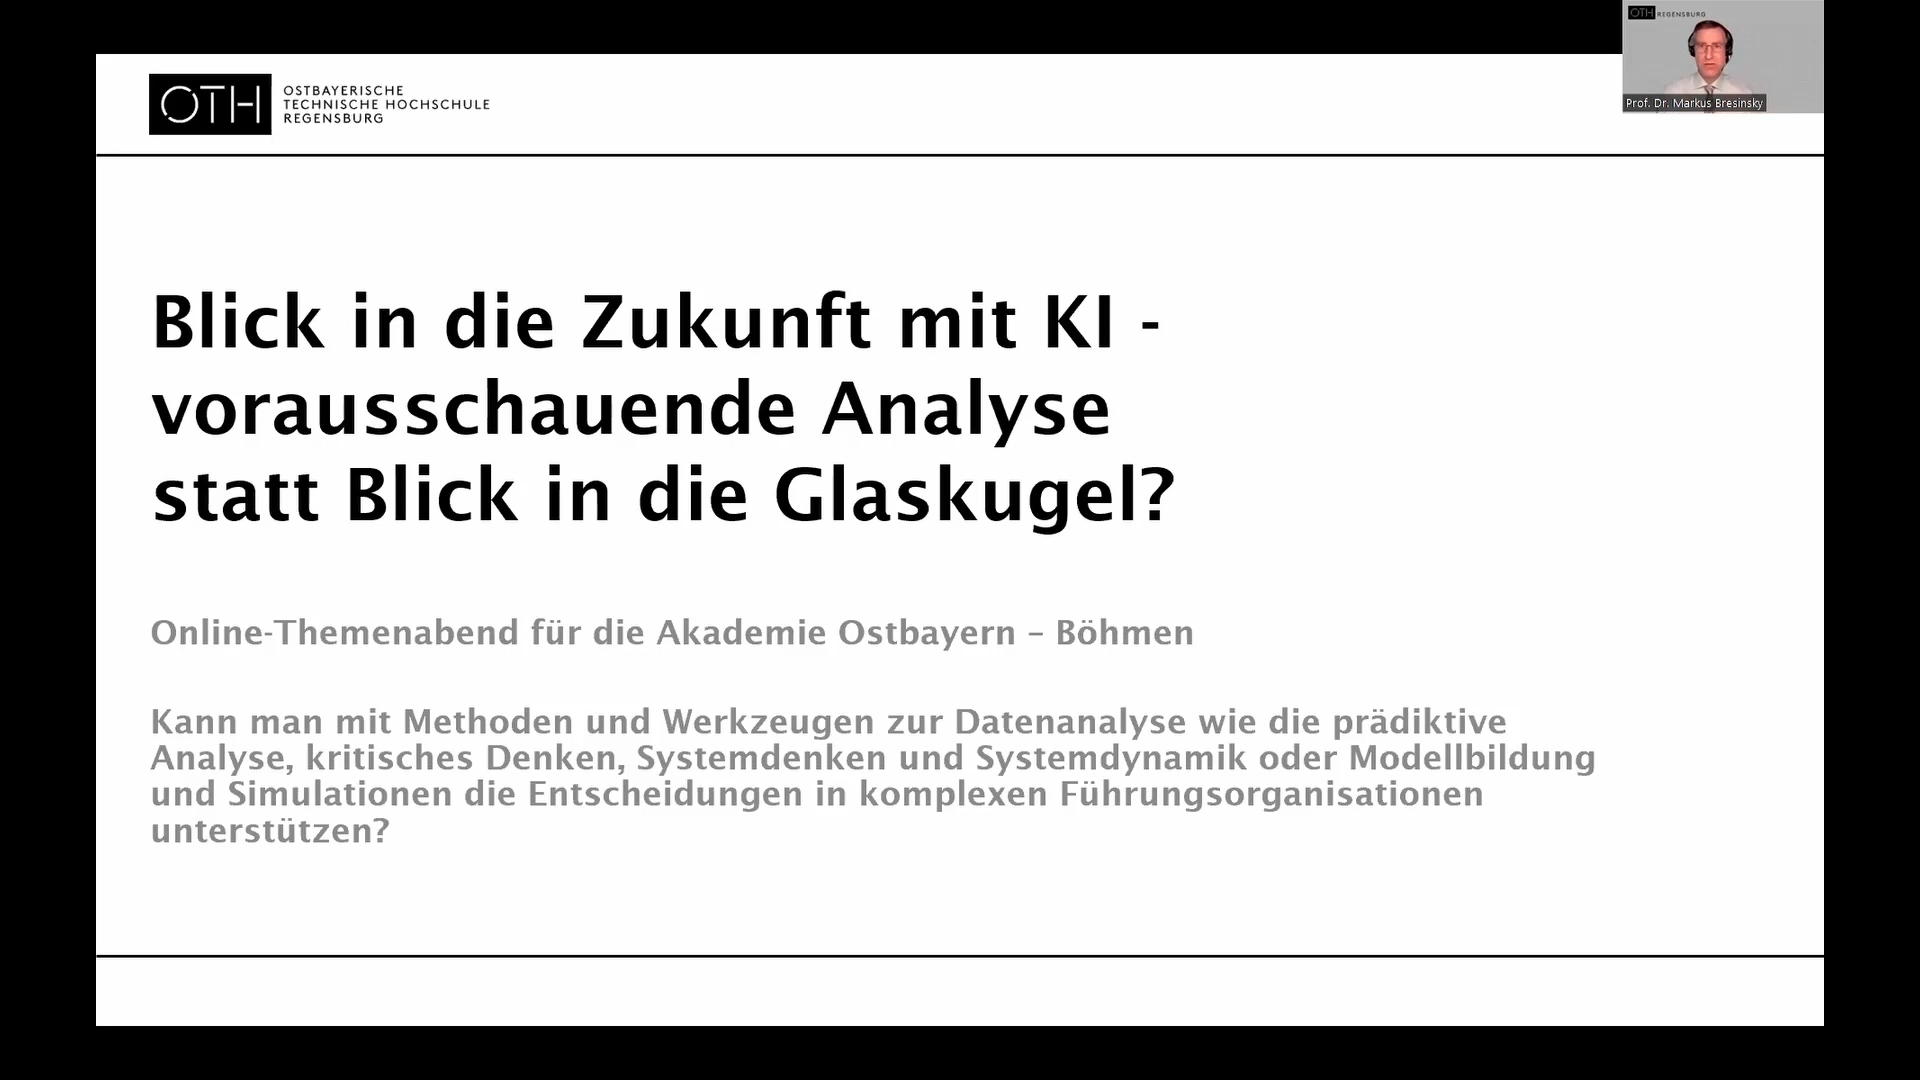 OTH
OSTBAYERISCHE
TECHNISCHE HOCHSCHULE
REGENSBURG
OTH REGENSBURG
Prof. Dr. Markus Bresinsky
Blick in die Zukunft mit KI -
vorausschauende Analyse
statt Blick in die Glaskugel?
Online-Themenabend für die Akademie Ostbayern – Böhmen
Kann man mit Methoden und Werkzeugen zur Datenanalyse wie die prädiktive
Analyse, kritisches Denken, Systemdenken und Systemdynamik oder Modellbildung
und Simulationen die Entscheidungen in komplexen Führungsorganisationen
unterstützen?